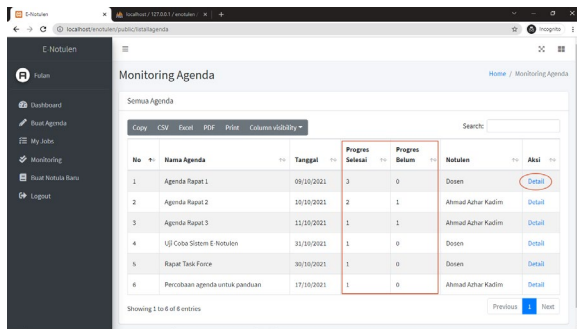 E-Notulen
localhost / 127.0.0.1 / enotulen
localhost/enotulen/public/listallagenda
Incognito
E-Notulen
Folan
Dashboard
Buat Agenda
My Jobs
Monitoring
Buat Notula Baru
Logout
Monitoring Agenda
Home / Monitoring Agenda
Semua Agenda
Copy CSV Excel PDF Print Column visibility
Search:
No Nama Agenda Tanggal Progres Selesai Progres Belum Notulen Aksi
1 Agenda Rapat 1 09/10/2021 3 0 Dosen Detail
2 Agenda Rapat 2 10/10/2021 2 1 Ahmad Azhar Kadim Detail
3 Agenda Rapat 3 11/10/2021 1 1 Ahmad Azhar Kadim Detail
4 Uji Coba Sistem E-Notulen 31/10/2021 1 0 Dosen Detail
5 Rapat Task Force 30/10/2021 1 0 Dosen Detail
6 Percobaan agenda untuk panduan 17/10/2021 1 0 Ahmad Azhar Kadim Detail
Showing 1 to 6 of 6 entries
Previous 1 Next